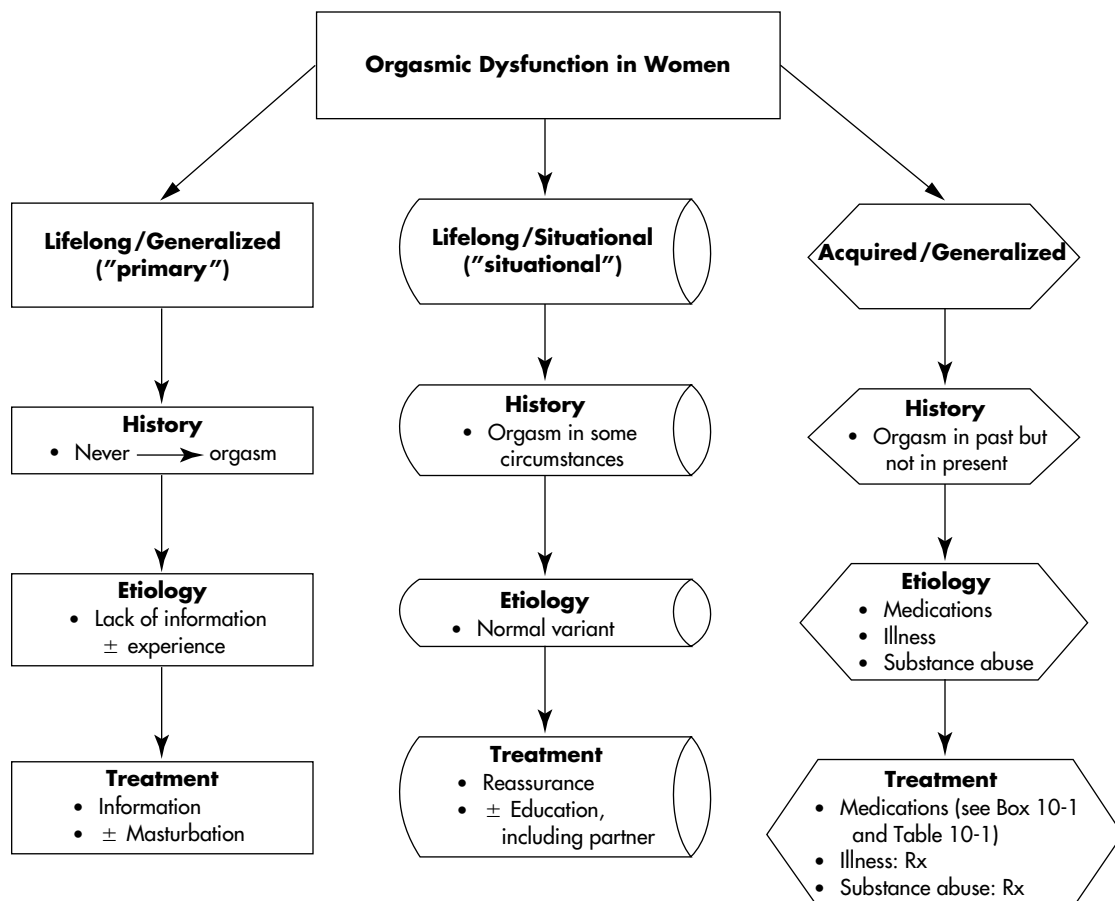 Orgasmic Dysfunction in Women
Lifelong/Generalized
("primary")
History
• Never ⟶ orgasm
Etiology
• Lack of information
± experience
Treatment
• Information
• ± Masturbation
Lifelong/Situational
("situational")
History
• Orgasm in some
circumstances
Etiology
• Normal variant
Treatment
• Reassurance
• ± Education,
including partner
Acquired/Generalized
History
• Orgasm in past but
not in present
Etiology
• Medications
• Illness
• Substance abuse
Treatment
• Medications (see Box 10-1
and Table 10-1)
• Illness: Rx
• Substance abuse: Rx